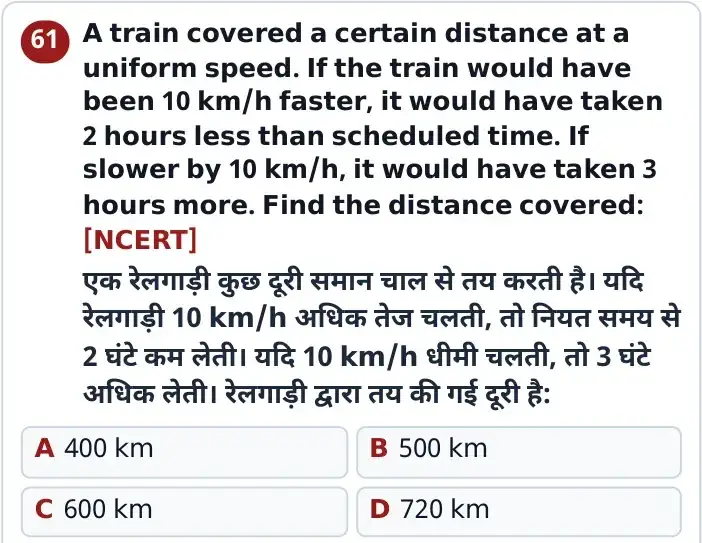 61 A train covered a certain distance at a
uniform speed. If the train would have
been 10 km/h faster, it would have taken
2 hours less than scheduled time. If
slower by 10 km/h, it would have taken 3
hours more. Find the distance covered:
[NCERT]
एक रेलगाड़ी कुछ दूरी समान चाल से तय करती है। यदि
रेलगाड़ी 10 km/h अधिक तेज चलती, तो नियत समय से
2 घंटे कम लेती। यदि 10 km/h धीमी चलती, तो 3 घंटे
अधिक लेती। रेलगाड़ी द्वारा तय की गई दूरी है:
A 400 km
B 500 km
C 600 km
D 720 km